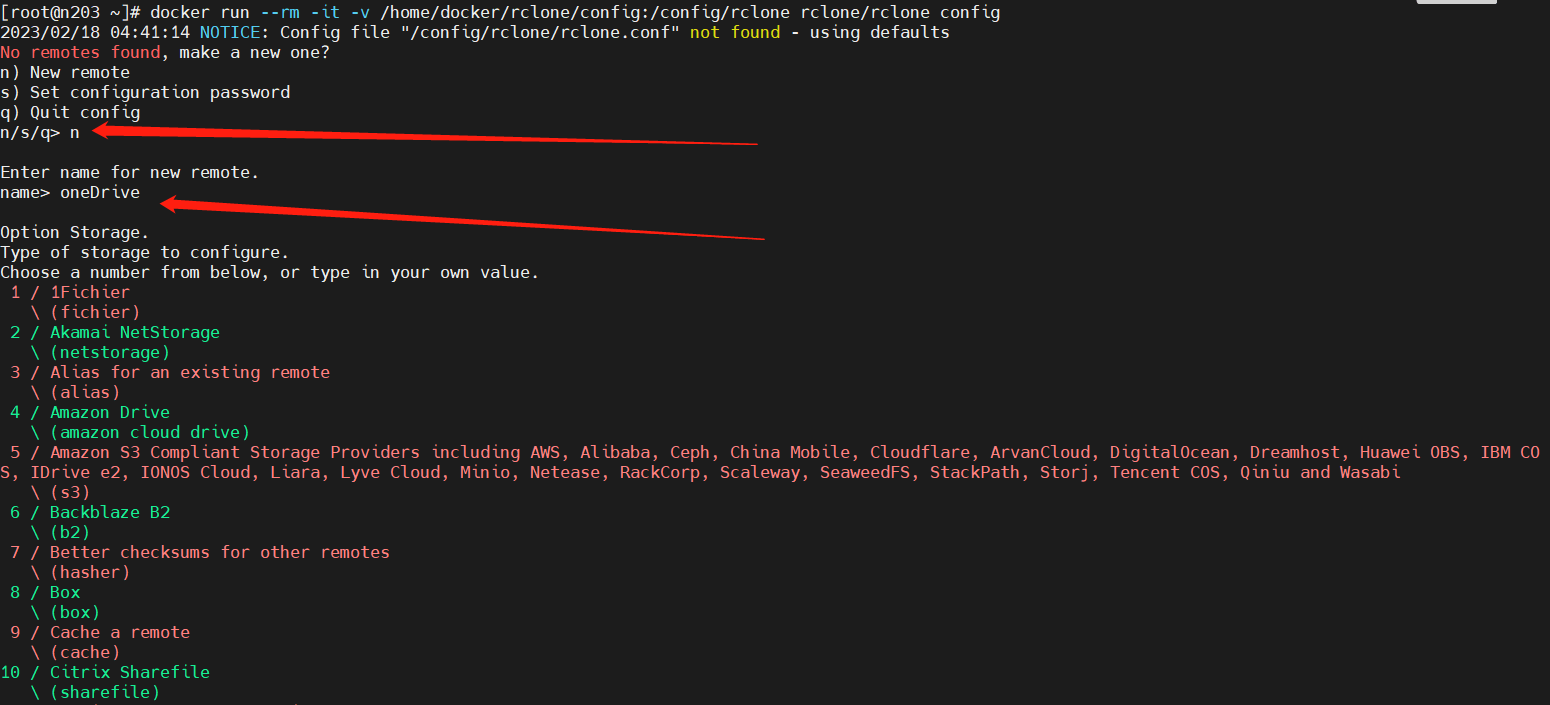 [root@n203 ~]# docker run --rm -it -v /home/docker/rclone/config:/config/rclone rclone/rclone config
2023/02/18 04:41:14 NOTICE: Config file "/config/rclone/rclone.conf" not found - using defaults
No remotes found, make a new one?
n) New remote
s) Set configuration password
q) Quit config
n/s/q> n
Enter name for new remote.
name> oneDrive
Option Storage.
Type of storage to configure.
Choose a number from below, or type in your own value.
1 / 1Fichier
\ (fichier)
2 / Akamai NetStorage
\ (netstorage)
3 / Alias for an existing remote
\ (alias)
4 / Amazon Drive
\ (amazon cloud drive)
5 / Amazon S3 Compliant Storage Providers including AWS, Alibaba, Ceph, China Mobile, Cloudflare, ArvanCloud, DigitalOcean, Dreamhost, Huawei OBS, IBM CO
S, IDrive e2, IONOS Cloud, Liara, Lyve Cloud, Minio, Netease, RackCorp, Scaleway, SeaweedFS, StackPath, Storj, Tencent COS, Qiniu and Wasabi
\ (s3)
6 / Backblaze B2
\ (b2)
7 / Better checksums for other remotes
\ (hasher)
8 / Box
\ (box)
9 / Cache a remote
\ (cache)
10 / Citrix Sharefile
\ (sharefile)